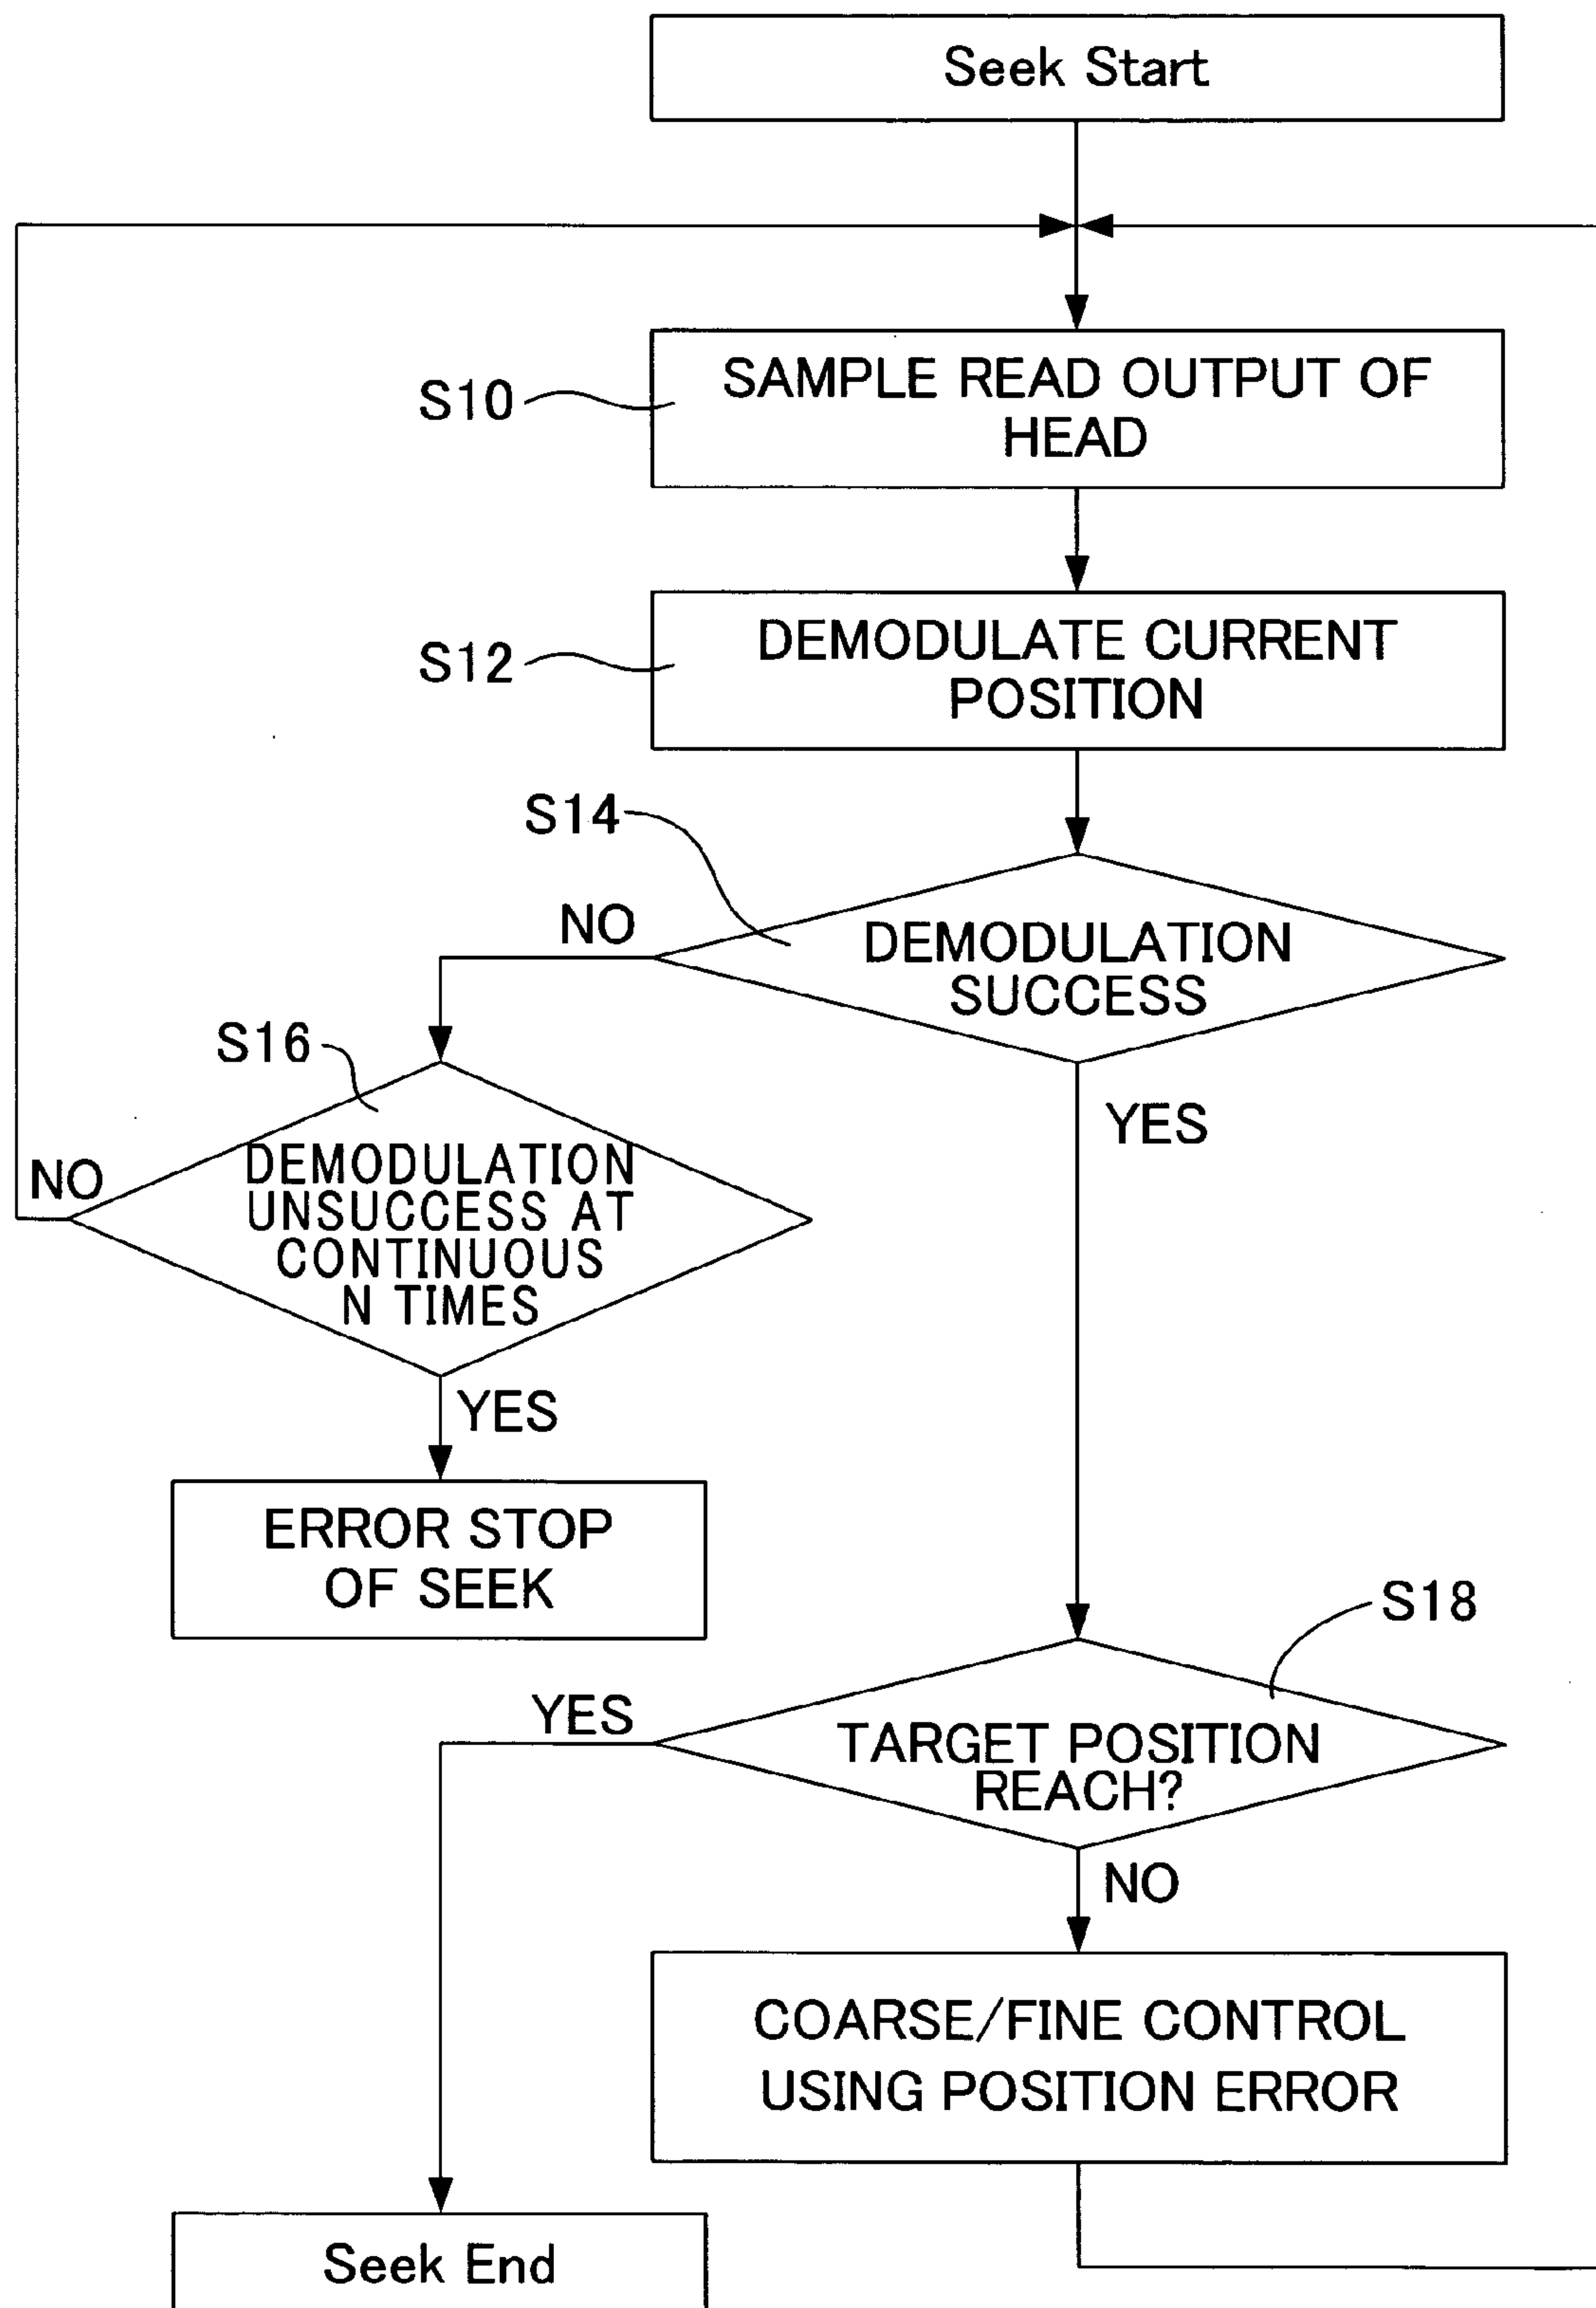 Seek Start
S10
SAMPLE READ OUTPUT OF
HEAD
S12
DEMODULATE CURRENT
POSITION
S14
NO
DEMODULATION
SUCCESS
S16
YES
NO
DEMODULATION
UNSUCCESS AT
CONTINUOUS
N TIMES
YES
ERROR STOP
OF SEEK
S18
YES
TARGET POSITION
REACH?
NO
COARSE/FINE CONTROL
USING POSITION ERROR
Seek End